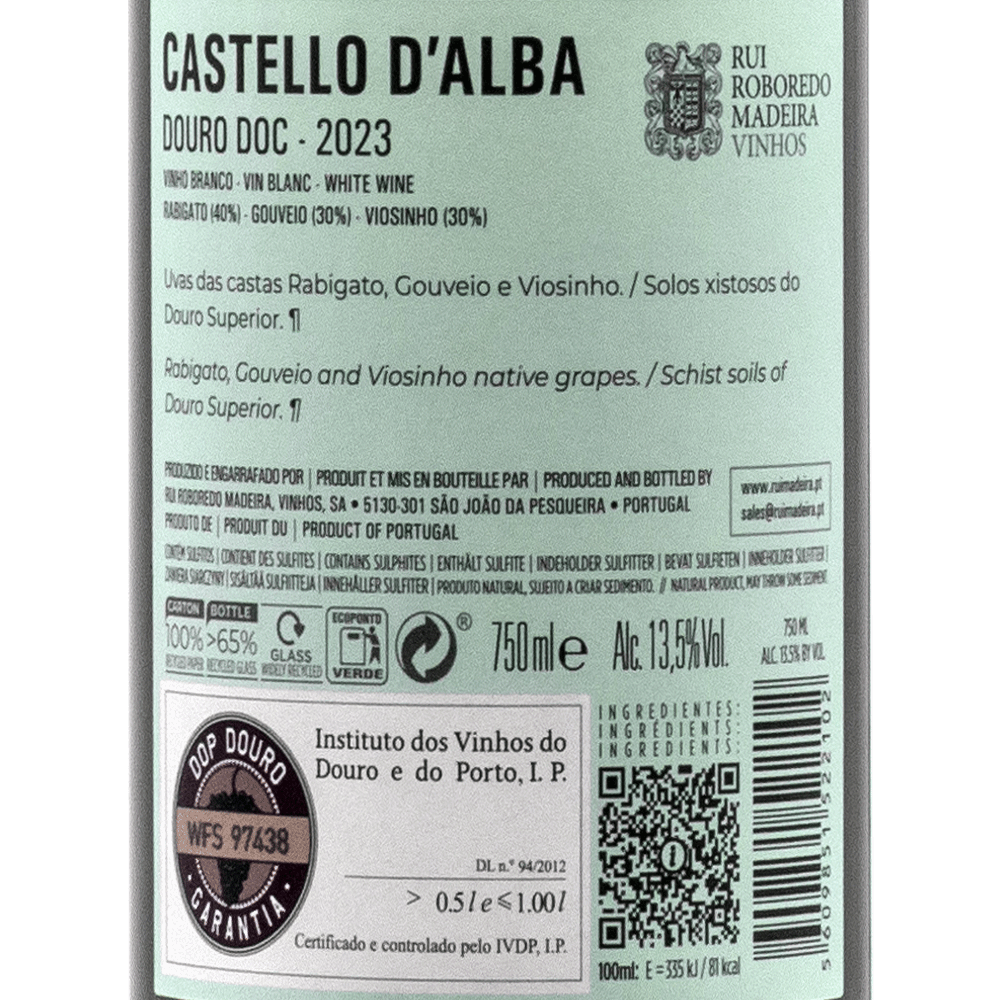 CASTELLO D'ALBA
DOURO DOC - 2023
VINHO BRANCO - VIN BLANC - WHITE WINE
RABIGATO (40%) - GOUVEIO (30%) - VIOSINHO (30%)
RUI
ROBOREDO
MADEIRA
VINHOS
Uvas das castas Rabigato, Gouveio e Viosinho. / Solos xistosos do
Douro Superior. ¶
Rabigato, Gouveio and Viosinho native grapes. / Schist soils of
Douro Superior. ¶
PRODUZIDO E ENGARRAFADO POR | PRODUIT ET MIS EN BOUTEILLE PAR | PRODUCED AND BOTTLED BY
RUI ROBOREDO MADEIRA, VINHOS, SA • 5130-301 SÃO JOÃO DA PESQUEIRA • PORTUGAL
PRODUTO DE | PRODUIT DU | PRODUCT OF PORTUGAL
www.ruimadeira.pt
sales@ruimadeira.pt
CONTÉM SULFITOS | CONTIENT DES SULFITES | CONTAINS SULPHITES | ENTHÄLT SULFITE | INDEHOLDER SULFITTER | BEVAT SULFIETEN | INNEHOLDER SULFITTER |
ZAWIERA SIARCZYNY | SISÄLTÄÄ SULFIITTEJA | INNEHÅLLER SULFITER | PRODUTO NATURAL, SUJEITO A CRIAR SEDIMENTO. // NATURAL PRODUCT, MAY THROW SOME SEDIMENT
CARTON BOTTLE
100% >65%
RECYCLED PAPER RECYCLED GLASS
GLASS
WIDELY RECYCLED
ECOPONTO
VERDE
®
750 ml e
Alc. 13,5% Vol.
750 ML
ALC. 13.5% BY VOL.
DOP DOURO
WFS 97438
GARANTIA
Instituto dos Vinhos do
Douro e do Porto, I. P.
DL n.º 94/2012
> 0.5 l e ⩽ 1.00 l
Certificado e controlado pelo IVDP, I.P.
INGREDIENTES:
INGRÉDIENTS:
INGREDIENTS:
i
100ml: E = 335 kJ / 81 kcal
5 609851 522102